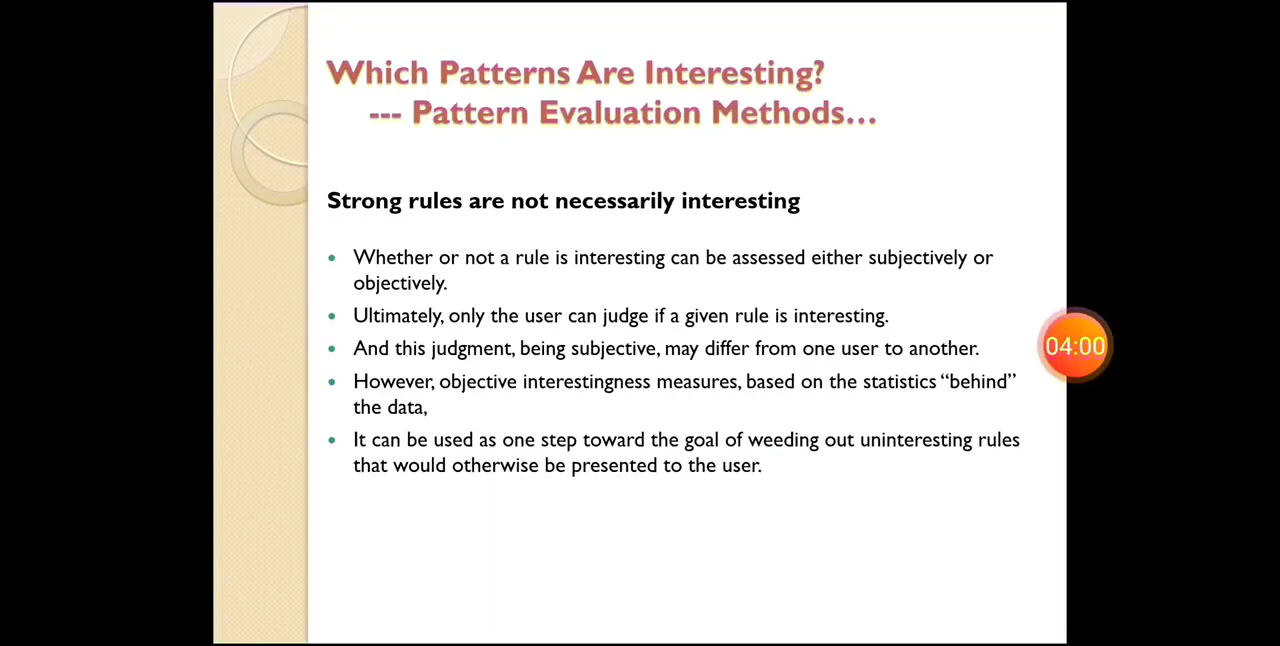 Which Patterns Are Interesting?
--- Pattern Evaluation Methods...
Strong rules are not necessarily interesting
• Whether or not a rule is interesting can be assessed either subjectively or
objectively.
• Ultimately, only the user can judge if a given rule is interesting.
• And this judgment, being subjective, may differ from one user to another.
• However, objective interestingness measures, based on the statistics “behind”
the data,
• It can be used as one step toward the goal of weeding out uninteresting rules
that would otherwise be presented to the user.
04:00